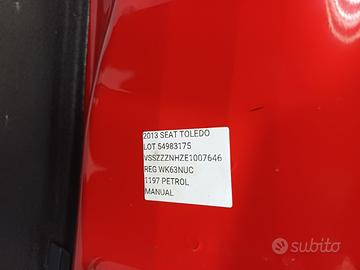 2013 SEAT TOLEDO
LOT 54983175
VSSZZZNHZE1007646
REG WK63NUC
1197 PETROL
MANUAL
subito